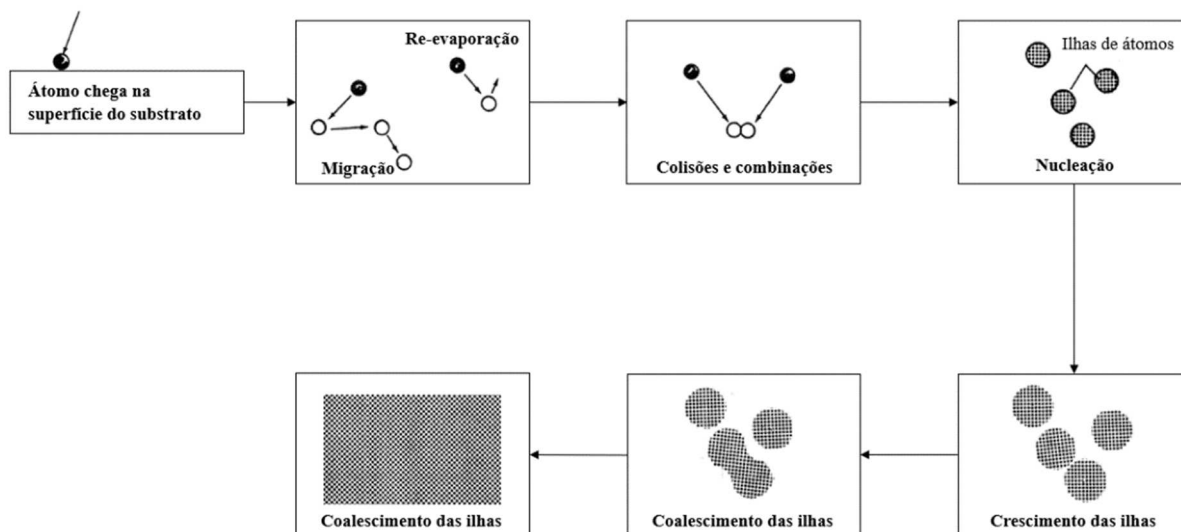 Átomo chega na
superfície do substrato
Re-evaporação
Migração
Colisões e combinações
Ilhas de átomos
Nucleação
Coalescimento das ilhas
Coalescimento das ilhas
Crescimento das ilhas